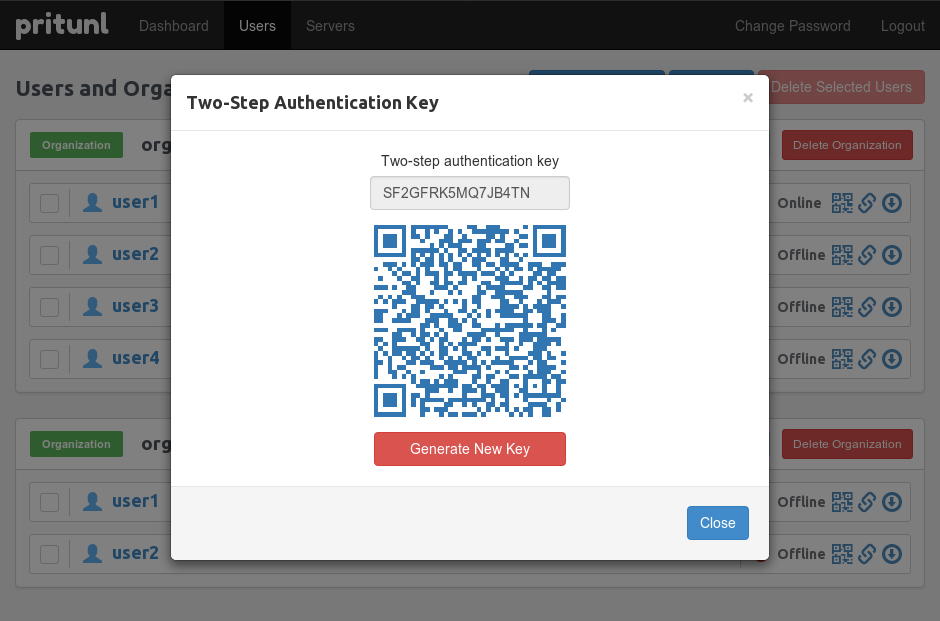 pritunl Dashboard Users Servers Change Password Logout
Users and Orga Delete Selected Users
Two-Step Authentication Key ×
Organization org Delete Organization
Two-step authentication key
SF2GFRK5MQ7JB4TN
user1 Online
user2 Offline
user3 Offline
user4 Offline
Generate New Key
Organization org Delete Organization
user1 Offline
Close
user2 Offline